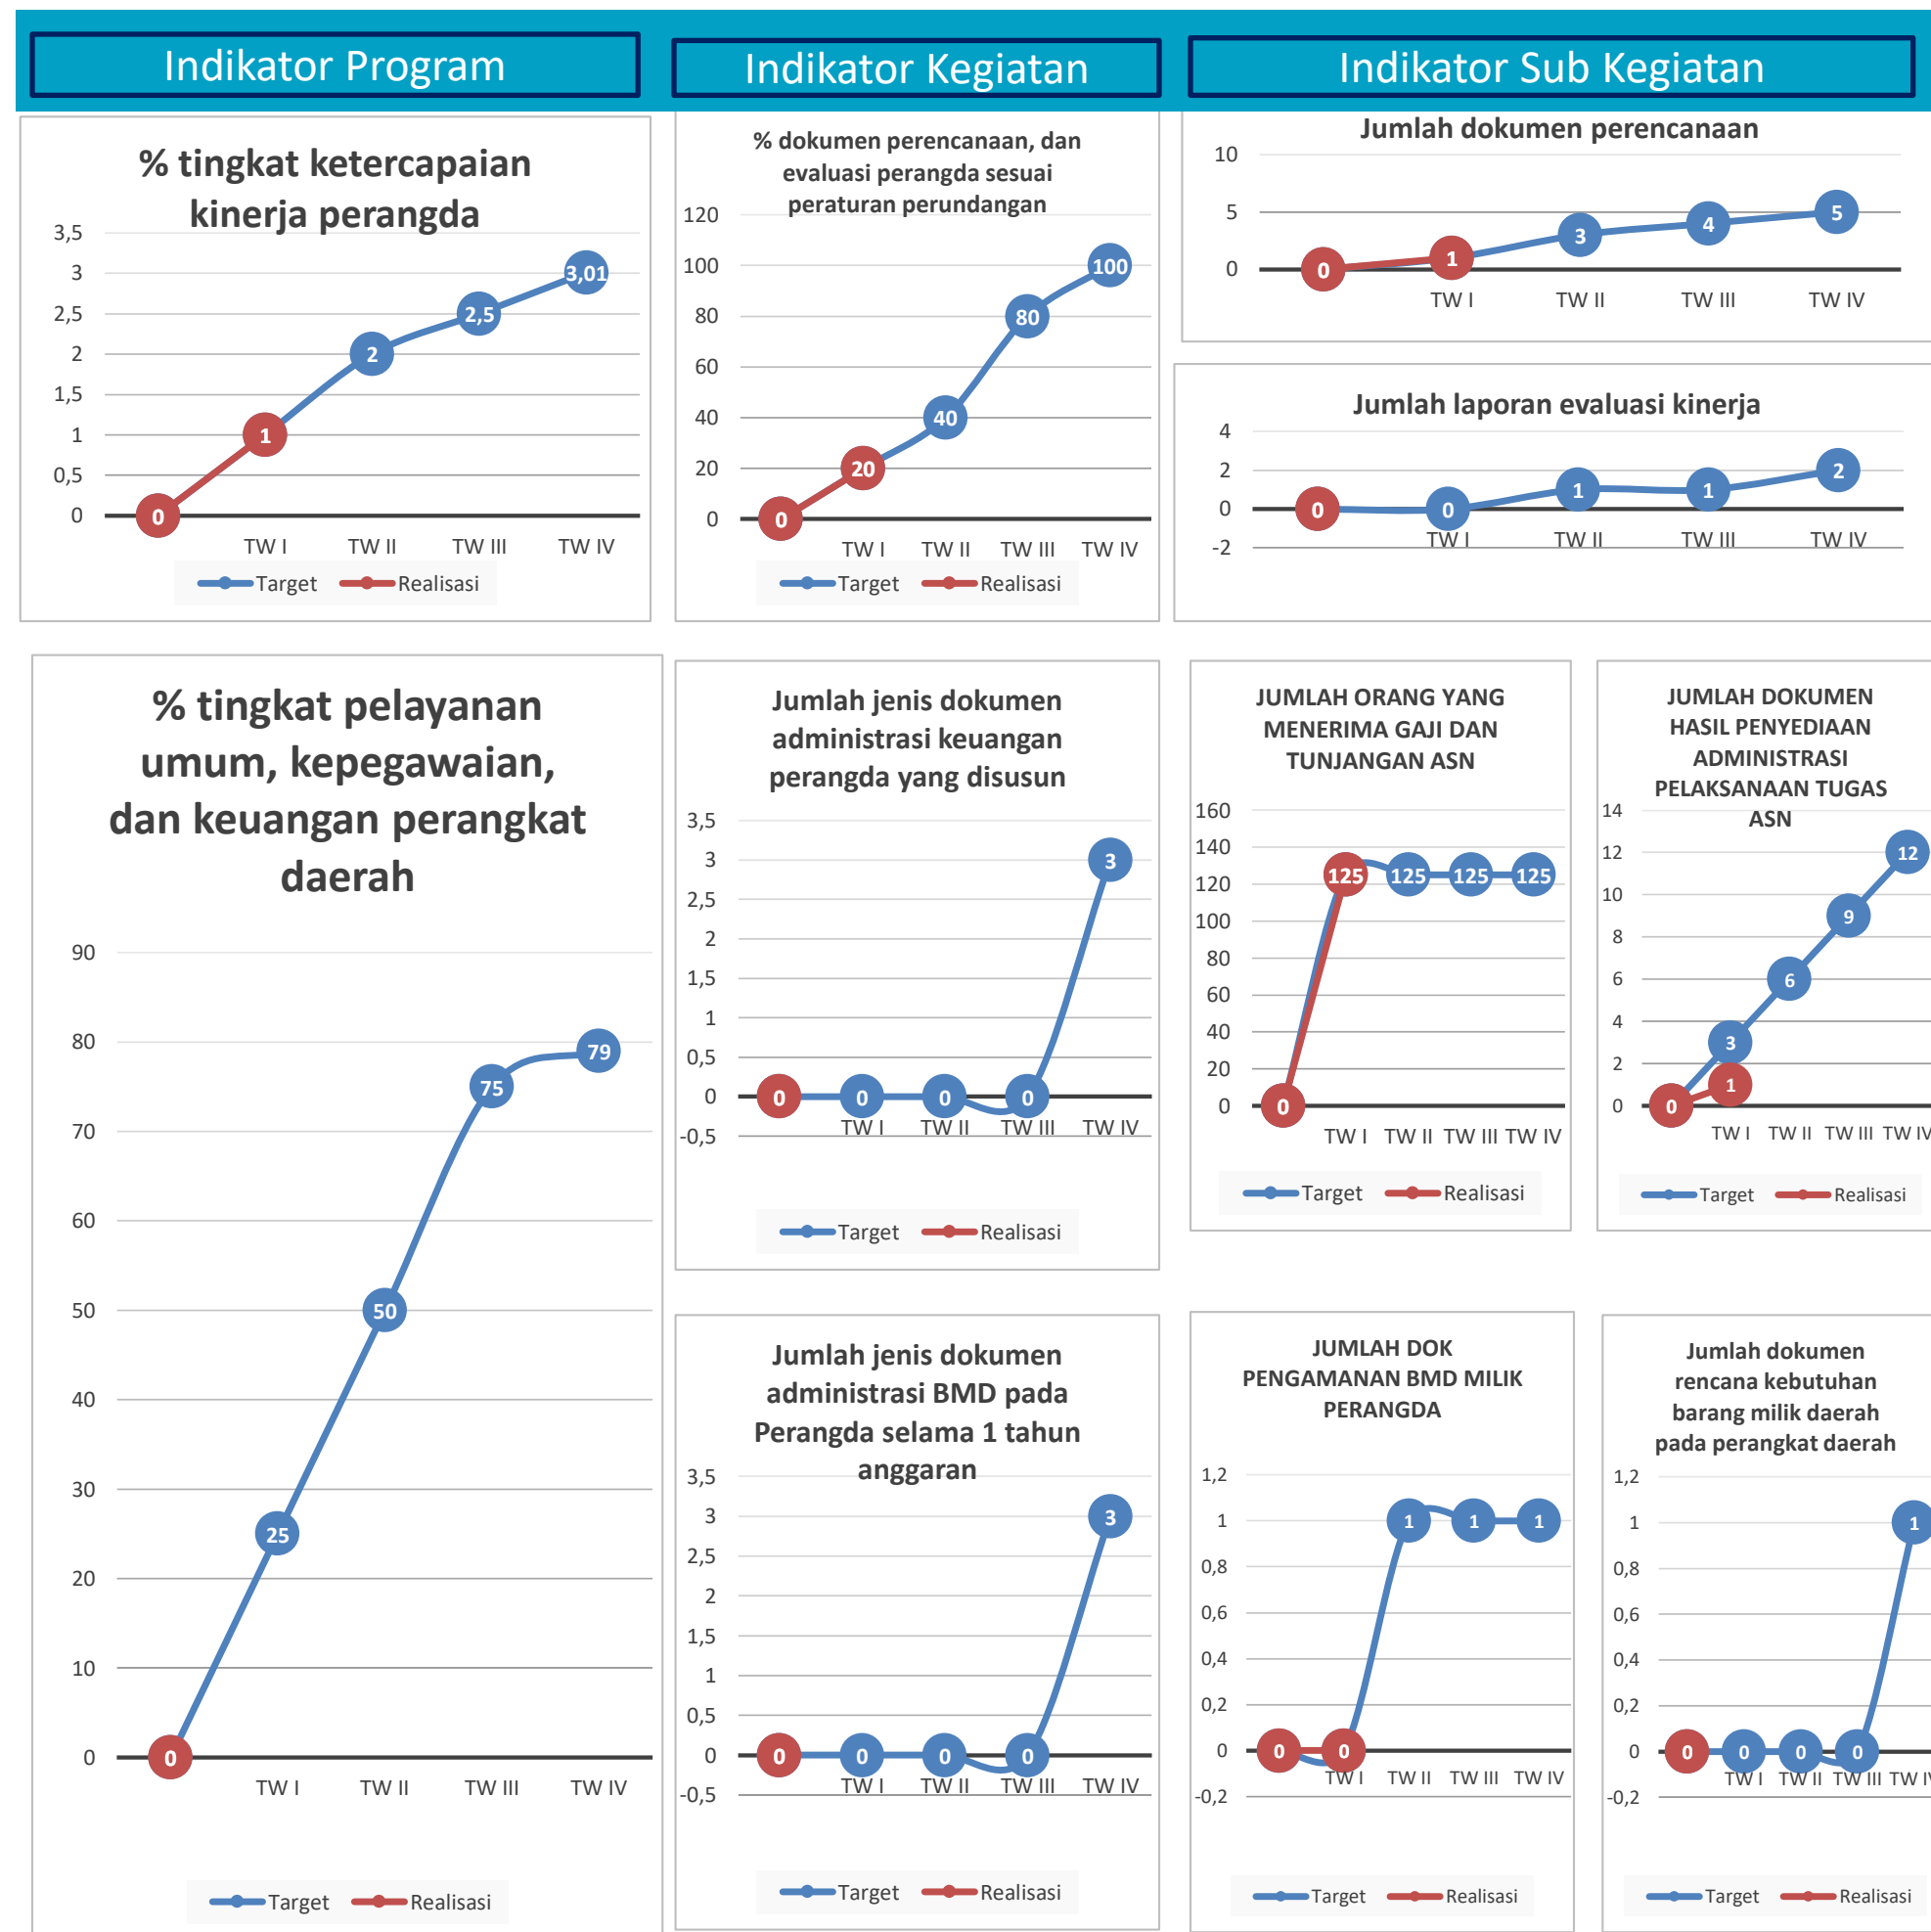 Indikator Program
Indikator Kegiatan
Indikator Sub Kegiatan
% tingkat ketercapaian
kinerja perangda
3,5
3
2,5
2
1,5
1
0,5
0
0
1
2
2,5
3,01
TW I TW II TW III TW IV
Target Realisasi
% dokumen perencanaan, dan
evaluasi perangda sesuai
peraturan perundangan
120
100
80
60
40
20
0
0
20
40
80
100
TW I TW II TW III TW IV
Target Realisasi
Jumlah dokumen perencanaan
10
5
0
0
1
3
4
5
TW I TW II TW III TW IV
Jumlah laporan evaluasi kinerja
4
2
0
-2
0
0
1
1
2
TW I TW II TW III TW IV
% tingkat pelayanan
umum, kepegawaian,
dan keuangan perangkat
daerah
90
80
70
60
50
40
30
20
10
0
0
25
50
75
79
TW I TW II TW III TW IV
Target Realisasi
Jumlah jenis dokumen
administrasi keuangan
perangda yang disusun
3,5
3
2,5
2
1,5
1
0,5
0
-0,5
0
0
0
0
3
TW I TW II TW III TW IV
Target Realisasi
JUMLAH ORANG YANG
MENERIMA GAJI DAN
TUNJANGAN ASN
160
140
120
100
80
60
40
20
0
0
125
125
125
125
TW I TW II TW III TW IV
Target Realisasi
JUMLAH DOKUMEN
HASIL PENYEDIAAN
ADMINISTRASI
PELAKSANAAN TUGAS
ASN
14
12
10
8
6
4
2
0
0
1
3
6
9
12
TW I TW II TW III TW IV
Target Realisasi
Jumlah jenis dokumen
administrasi BMD pada
Perangda selama 1 tahun
anggaran
3,5
3
2,5
2
1,5
1
0,5
0
-0,5
0
0
0
0
3
TW I TW II TW III TW IV
Target Realisasi
JUMLAH DOK
PENGAMANAN BMD MILIK
PERANGDA
1,2
1
0,8
0,6
0,4
0,2
0
-0,2
0
0
1
1
1
TW I TW II TW III TW IV
Target Realisasi
Jumlah dokumen
rencana kebutuhan
barang milik daerah
pada perangkat daerah
1,2
1
0,8
0,6
0,4
0,2
0
-0,2
0
0
0
0
1
TW I TW II TW III TW IV
Target Realisasi